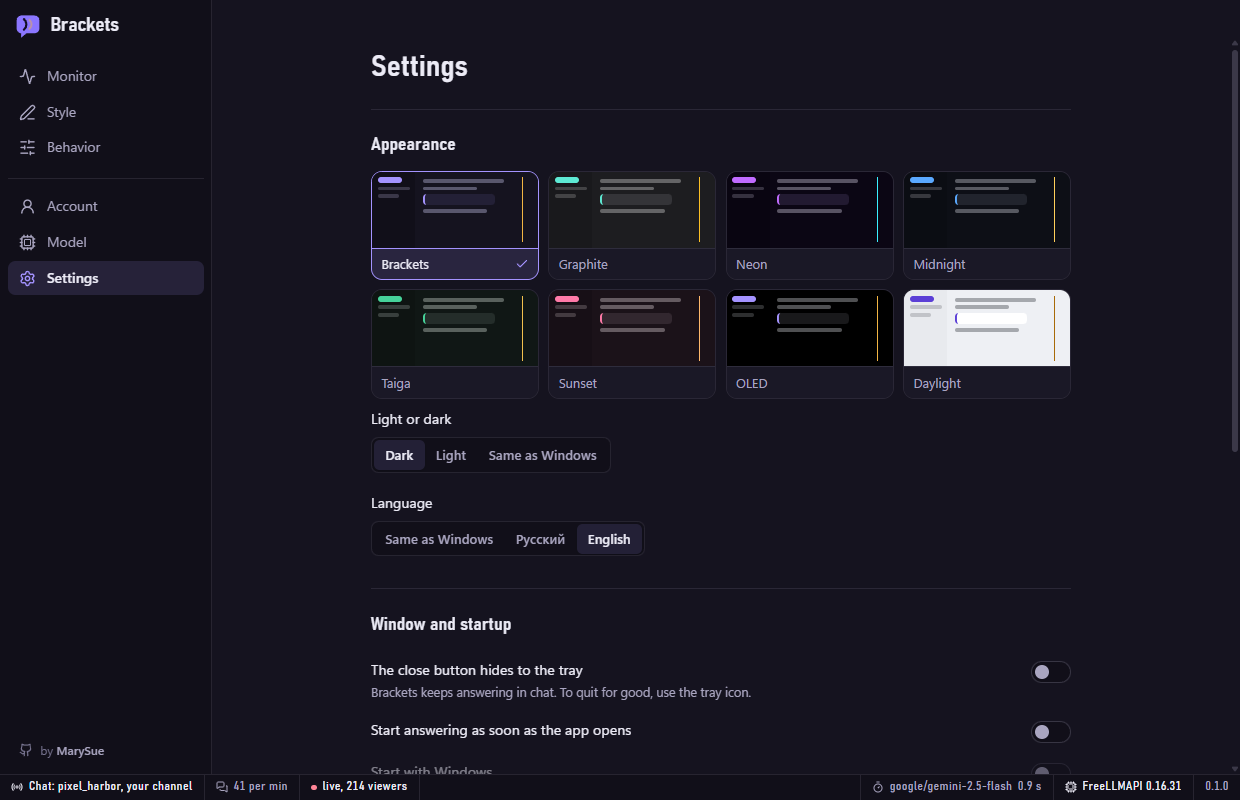 Brackets
Monitor
Style
Behavior
Account
Model
Settings
by MarySue
Settings
Appearance
Brackets
Graphite
Neon
Midnight
Taiga
Sunset
OLED
Daylight
Light or dark
Dark
Light
Same as Windows
Language
Same as Windows
Русский
English
Window and startup
The close button hides to the tray
Brackets keeps answering in chat. To quit for good, use the tray icon.
Start answering as soon as the app opens
Start with Windows
Chat: pixel_harbor, your channel
41 per min
live, 214 viewers
google/gemini-2.5-flash 0.9 s
FreeLLMAPI 0.16.31
0.1.0